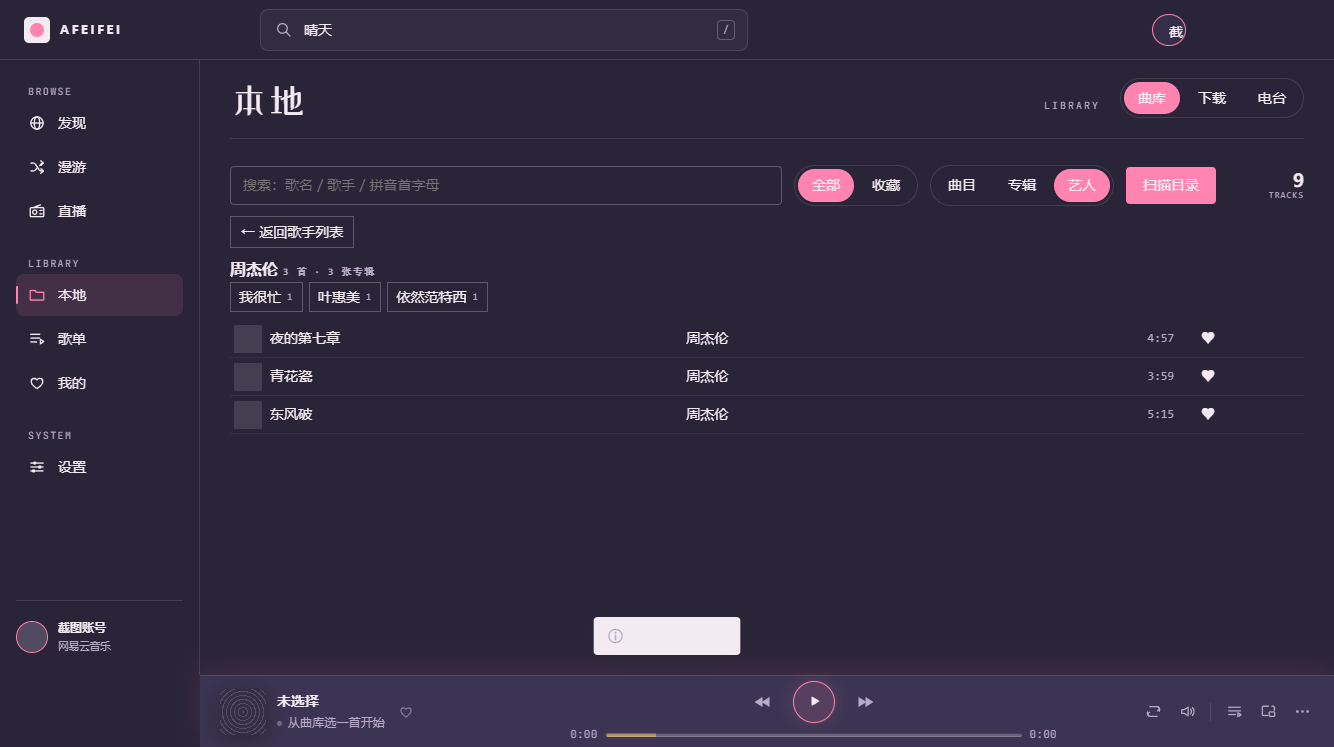 AFEIFEI
晴天
/
截
BROWSE
发现
漫游
直播
LIBRARY
本地
歌单
我的
SYSTEM
设置
截图账号
网易云音乐
本地
LIBRARY
曲库 下载 电台
搜索：歌名 / 歌手 / 拼音首字母
全部 收藏
曲目 专辑 艺人
扫描目录
9
TRACKS
← 返回歌手列表
周杰伦 3 首 · 3 张专辑
我很忙 1 叶惠美 1 依然范特西 1
夜的第七章 周杰伦 4:57
青花瓷 周杰伦 3:59
东风破 周杰伦 5:15
未选择
从曲库选一首开始
0:00 0:00